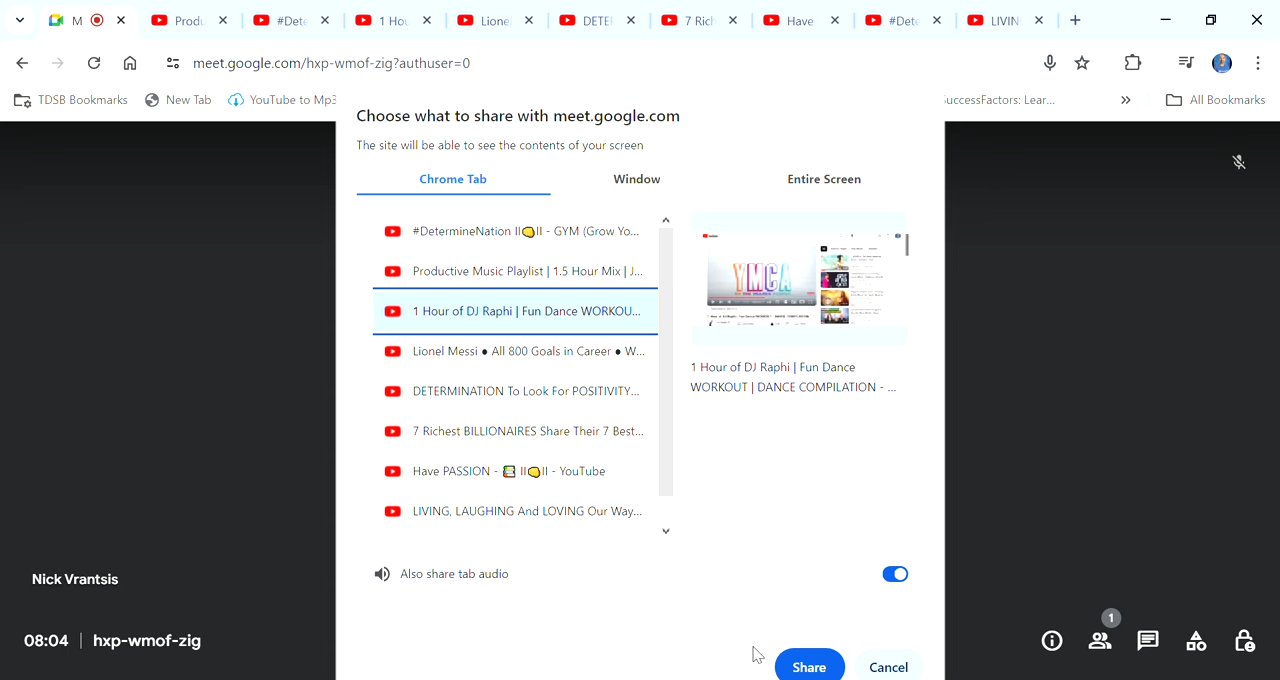 M
Produ
#Dete
1 Hou
Lionel
DETER
7 Rich
Have
#Dete
LIVIN
meet.google.com/hxp-wmof-zig?authuser=0
TDSB Bookmarks
New Tab
YouTube to Mp3
SuccessFactors: Lear...
All Bookmarks
Choose what to share with meet.google.com
The site will be able to see the contents of your screen
Chrome Tab
Window
Entire Screen
#DetermineNation II👊II - GYM (Grow Yo...
Productive Music Playlist | 1.5 Hour Mix | J...
1 Hour of DJ Raphi | Fun Dance WORKOU...
Lionel Messi ● All 800 Goals in Career ● W...
DETERMINATION To Look For POSITIVITY...
7 Richest BILLIONAIRES Share Their 7 Best...
Have PASSION - 📗 II👊II - YouTube
LIVING, LAUGHING And LOVING Our Way...
YMCA
1 Hour of DJ Raphi | Fun Dance
WORKOUT | DANCE COMPILATION - ...
Also share tab audio
Share
Cancel
Nick Vrantsis
08:04 | hxp-wmof-zig
1